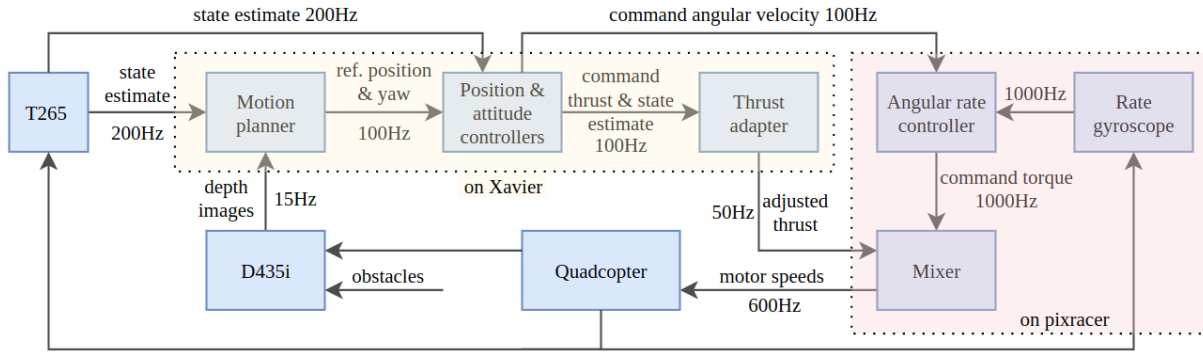 state estimate 200Hz
command angular velocity 100Hz
T265
state
estimate
200Hz
Motion
planner
ref. position
& yaw
100Hz
Position &
attitude
controllers
command
thrust & state
estimate
100Hz
Thrust
adapter
Angular rate
controller
1000Hz
Rate
gyroscope
on Xavier
depth
images
15Hz
50Hz
adjusted
thrust
command torque
1000Hz
D435i
obstacles
Quadcopter
motor speeds
600Hz
Mixer
on pixracer